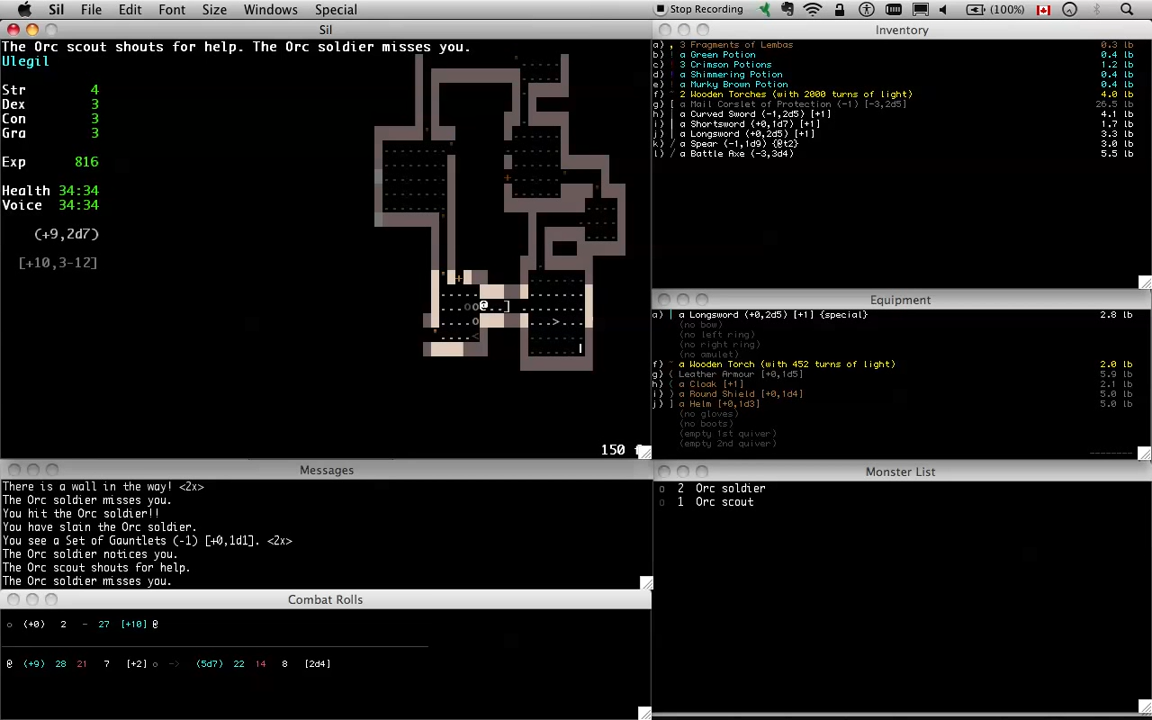 Sil File Edit Font Size Windows Special Stop Recording (100%)
Sil
The Orc scout shouts for help. The Orc soldier misses you.
Ulegil
Str 4
Dex 3
Con 3
Gra 3
Exp 816
Health 34:34
Voice 34:34
(+9,2d7)
[+10,3-12]
150
Messages
There is a wall in the way! <2x>
The Orc soldier misses you.
You hit the Orc soldier!!
You have slain the Orc soldier.
You see a Set of Gauntlets (-1) [+0,1d1]. <2x>
The Orc soldier notices you.
The Orc scout shouts for help.
The Orc soldier misses you.
Combat Rolls
o (+0) 2 - 27 [+10] @
@ (+9) 28 21 7 [+2] o -> (5d7) 22 14 8 [2d4]
Inventory
a) , 3 Fragments of Lembas 0.3 lb
b) ! a Green Potion 0.4 lb
c) ! 3 Crimson Potions 1.2 lb
d) ! a Shimmering Potion 0.4 lb
e) ! a Murky Brown Potion 0.4 lb
f) ~ 2 Wooden Torches (with 2000 turns of light) 4.0 lb
g) [ a Mail Corslet of Protection (-1) [-3,2d5] 26.5 lb
h) | a Curved Sword (-1,2d5) [+1] 4.1 lb
i) | a Shortsword (+0,1d7) [+1] 1.7 lb
j) | a Longsword (+0,2d5) [+1] 3.3 lb
k) / a Spear (-1,1d9) {@t2} 3.0 lb
l) / a Battle Axe (-3,3d4) 5.5 lb
Equipment
a) | a Longsword (+0,2d5) [+1] {special} 2.8 lb
(no bow)
(no left ring)
(no right ring)
(no amulet)
f) ~ a Wooden Torch (with 452 turns of light) 2.0 lb
g) ( Leather Armour [+0,1d5] 5.9 lb
h) ( a Cloak [+1] 2.1 lb
i) ) a Round Shield [+0,1d4] 5.0 lb
j) ] a Helm [+0,1d3] 5.0 lb
(no gloves)
(no boots)
(empty 1st quiver)
(empty 2nd quiver)
Monster List
o 2 Orc soldier
o 1 Orc scout